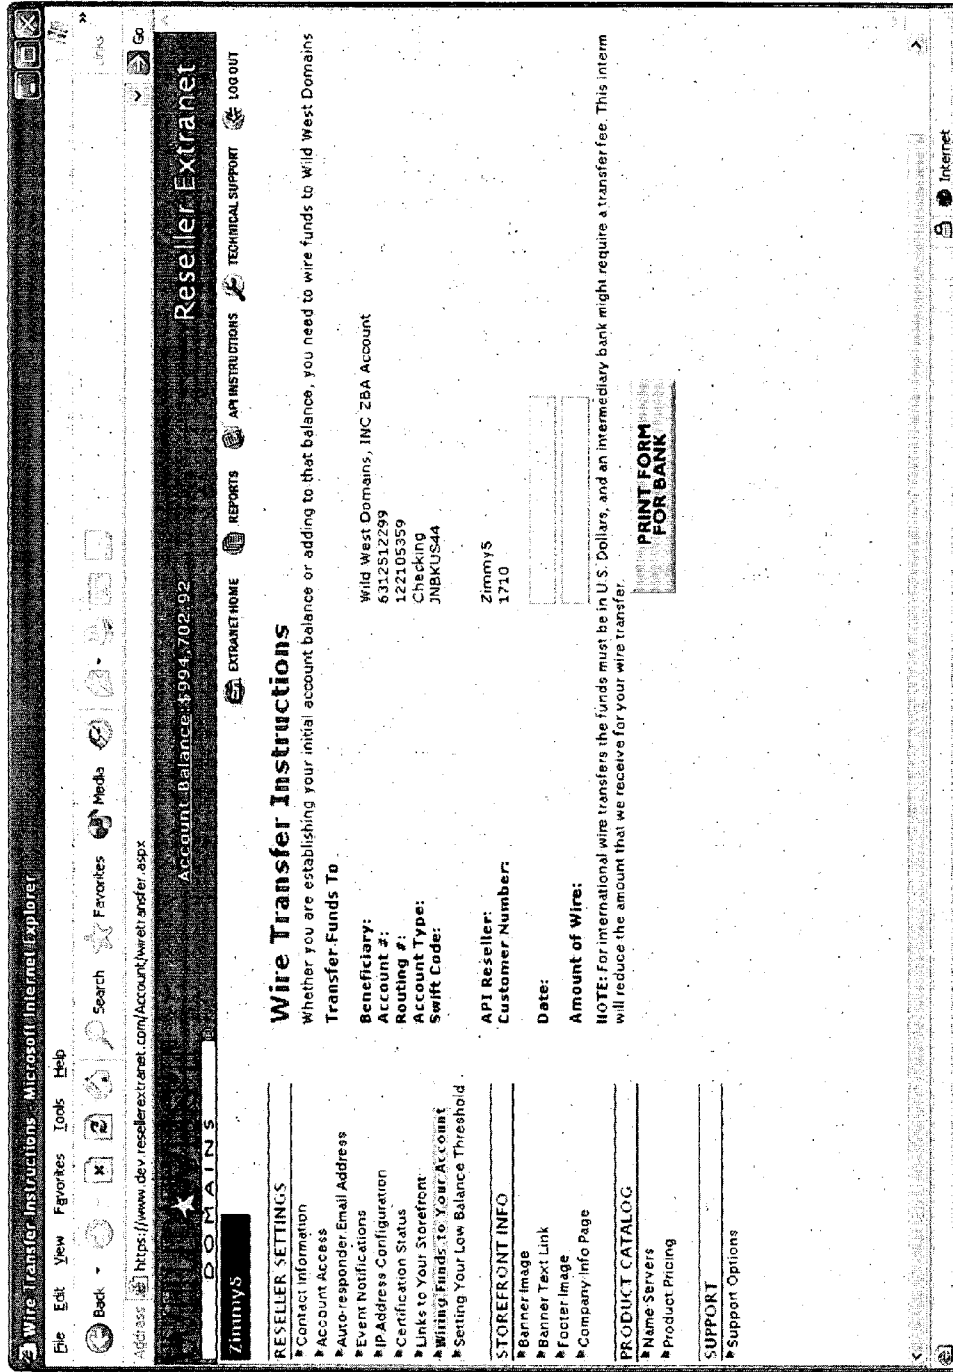 Wire Transfer Instructions - Microsoft Internet Explorer
File Edit View Favorites Tools Help
Back Search Favorites Media
Address https://www.dev.resellerextranet.com/Account/wiretransfer.aspx Go Links »
DOMAINS
Account Balance: $994,702.92
Reseller Extranet
Zimmy5
EXTRANET HOME REPORTS API INSTRUCTIONS TECHNICAL SUPPORT LOG OUT
RESELLER SETTINGS
Contact Information
Account Access
Auto-responder Email Address
Event Notifications
IP Address Configuration
Certification Status
Links to Your Storefront
Wiring Funds to Your Account
Setting Your Low Balance Threshold
STOREFRONT INFO
Banner Image
Banner Text Link
Footer Image
Company Info Page
PRODUCT CATALOG
Name Servers
Product Pricing
SUPPORT
Support Options
Wire Transfer Instructions
Whether you are establishing your initial account balance or adding to that balance, you need to wire funds to Wild West Domains
Transfer Funds To
Beneficiary: Wild West Domains, INC ZBA Account
Account #: 6312512299
Routing #: 122105359
Account Type: Checking
Swift Code: JNBKUS44
API Reseller: Zimmy5
Customer Number: 1710
Date:
Amount of Wire:
NOTE: For international wire transfers the funds must be in U.S. Dollars, and an intermediary bank might require a transfer fee. This interm
will reduce the amount that we receive for your wire transfer.
PRINT FORM
FOR BANK
Internet